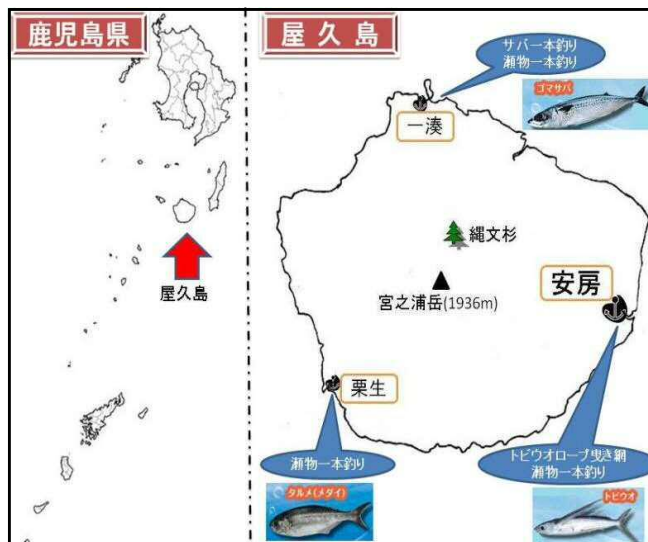 鹿児島県
屋久島
屋久島
サバ一本釣り
瀬物一本釣り
ゴマサバ
一湊
縄文杉
宮之浦岳(1936m)
安房
栗生
瀬物一本釣り
タルメ(メダイ)
トビウオロープ曳き網
瀬物一本釣り
トビウオ